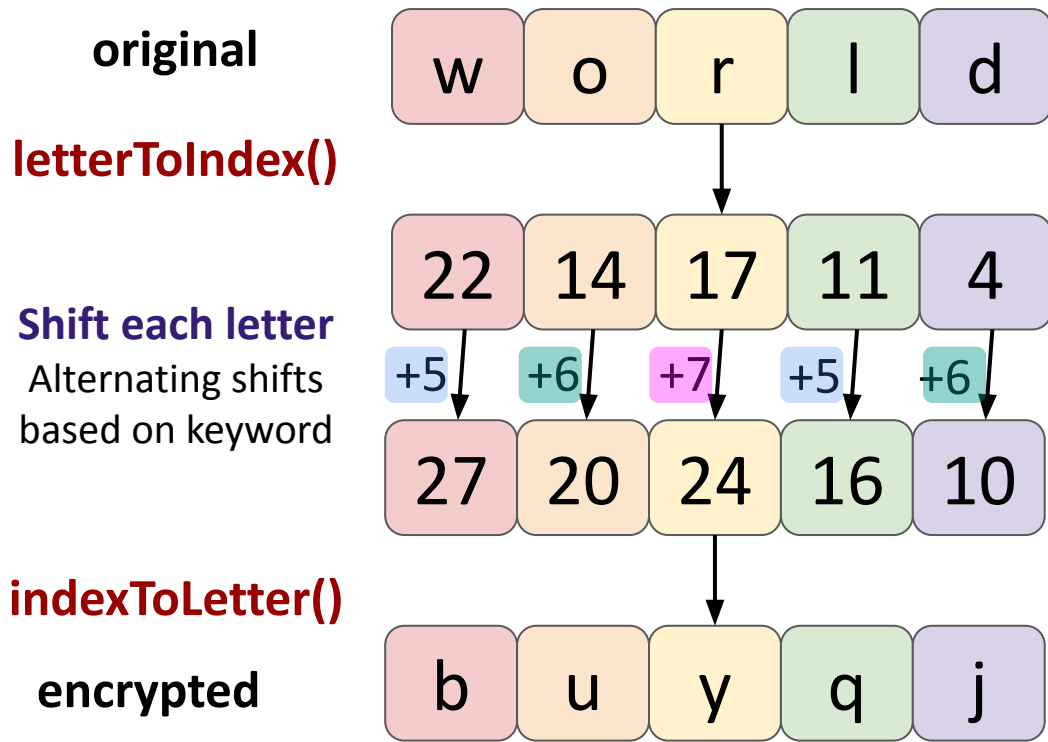 original
w o r l d
letterToIndex()
22 14 17 11 4
Shift each letter
Alternating shifts
based on keyword
+5 +6 +7 +5 +6
27 20 24 16 10
indexToLetter()
encrypted
b u y q j